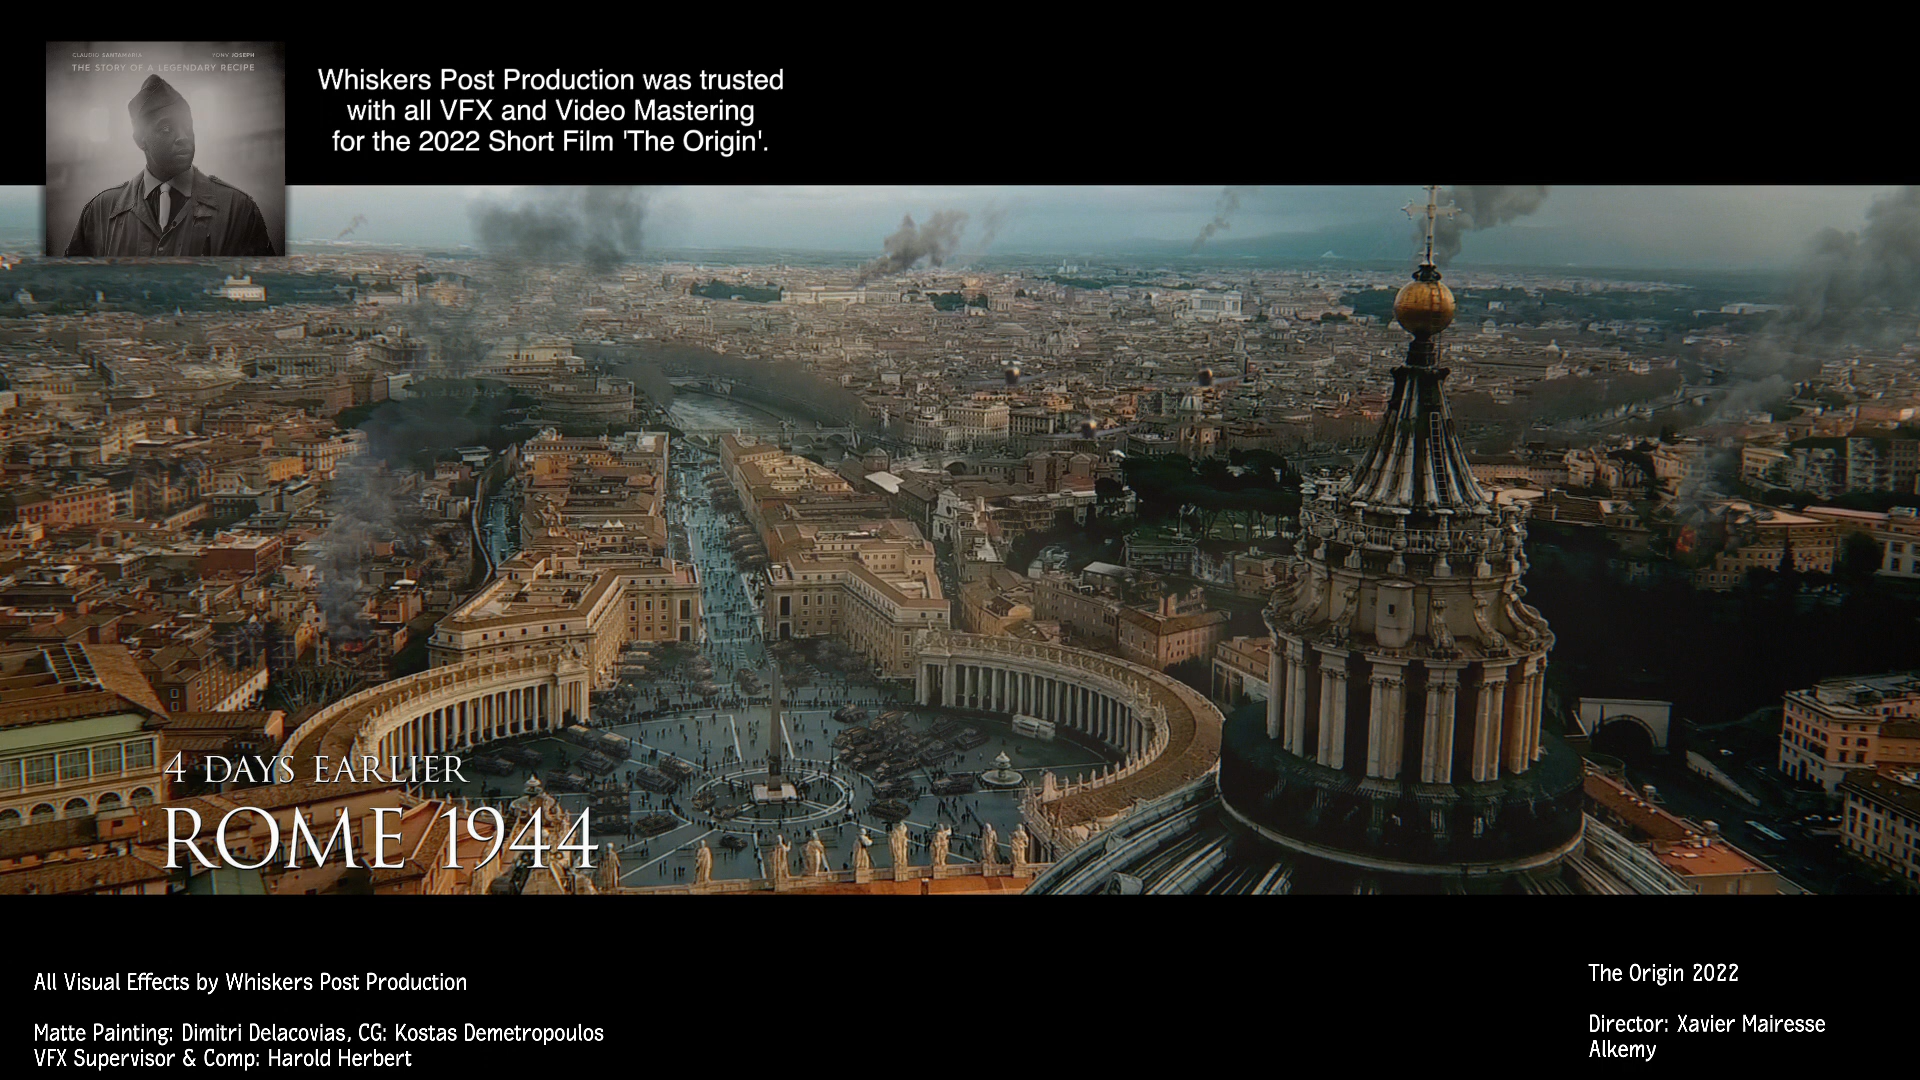 CLAUDIO SANTAMARIA
TONY JOSEPH
THE STORY OF A LEGENDARY RECIPE
Whiskers Post Production was trusted
with all VFX and Video Mastering
for the 2022 Short Film 'The Origin'.
4 DAYS EARLIER
ROME 1944
All Visual Effects by Whiskers Post Production
Matte Painting: Dimitri Delacovias, CG: Kostas Demetropoulos
VFX Supervisor & Comp: Harold Herbert
The Origin 2022
Director: Xavier Mairesse
Alkemy